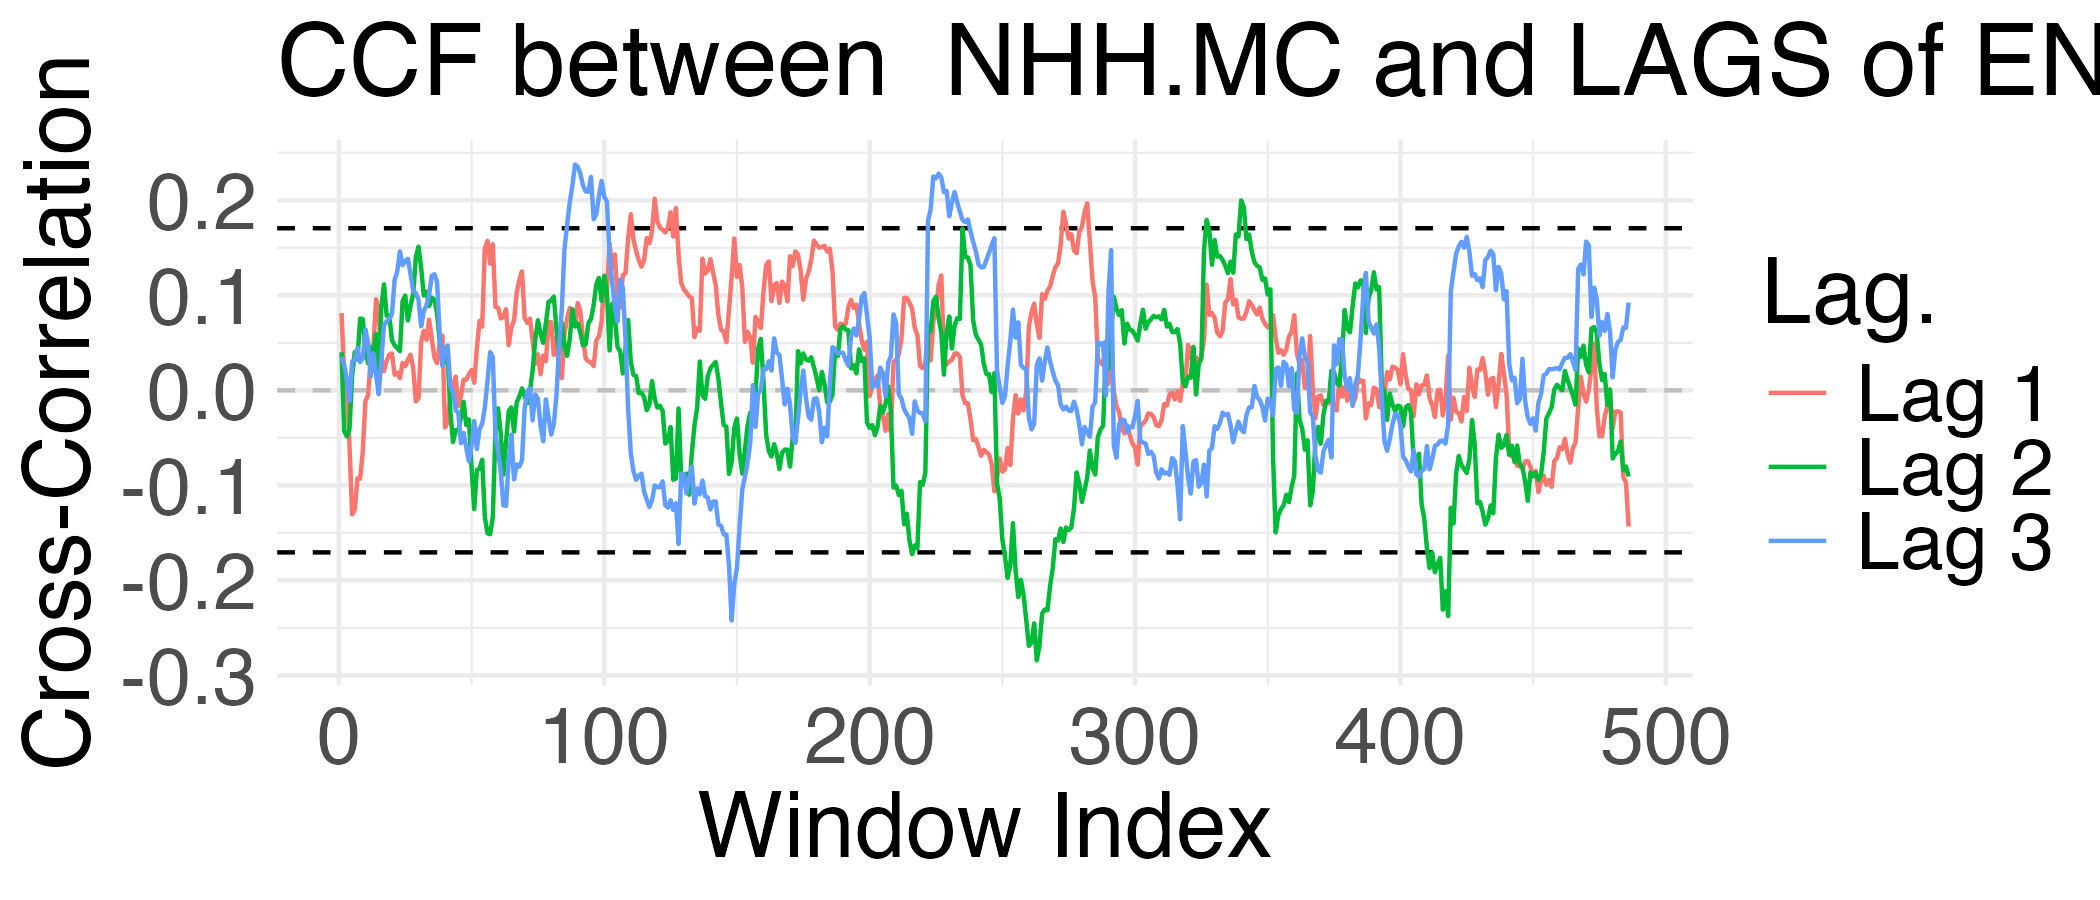 CCF between  NHH.MC and LAGS of EN
Cross-Correlation
0.2
0.1
0.0
-0.1
-0.2
-0.3
0 100 200 300 400 500
Window Index
Lag.
Lag 1
Lag 2
Lag 3